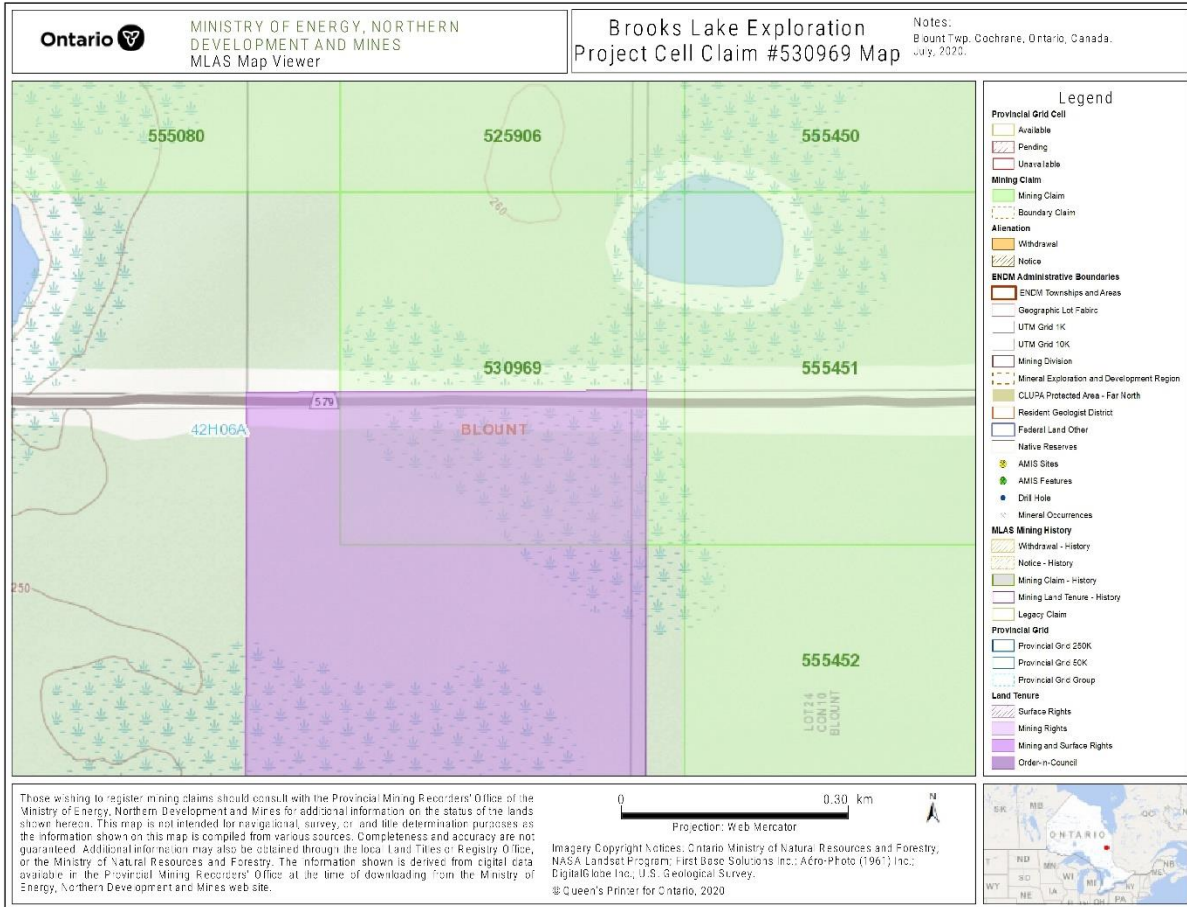 Ontario
MINISTRY OF ENERGY, NORTHERN
DEVELOPMENT AND MINES
MLAS Map Viewer
Brooks Lake Exploration
Project Cell Claim #530969 Map
Notes:
Blount Twp. Cochrane, Ontario, Canada.
July, 2020.
555080
525906
555450
260
530969
555451
579
42H06A
BLOUNT
250
555452
LOT 24
CON 10
BLOUNT
Legend
Provincial Grid Cell
Available
Pending
Unavailable
Mining Claim
Mining Claim
Boundary Claim
Alienation
Withdrawal
Notice
ENDM Administrative Boundaries
ENDM Townships and Areas
Geographic Lot Fabirc
UTM Grid 1K
UTM Grid 10K
Mining Division
Mineral Exploration and Development Region
CLUPA Protected Area - Far North
Resident Geologist District
Federal Land Other
Native Reserves
AMIS Sites
AMIS Features
Drill Hole
Mineral Occurrences
MLAS Mining History
Withdrawal - History
Notice - History
Mining Claim - History
Mining Land Tenure - History
Legacy Claim
Provincial Grid
Provincial Grid 250K
Provincial Grid 50K
Provincial Grid Group
Land Tenure
Surface Rights
Mining Rights
Mining and Surface Rights
Order-in-Council
Those wishing to register mining claims should consult with the Provincial Mining Recorders' Office of the
Ministry of Energy, Northern Development and Mines for additional information on the status of the lands
shown hereon. This map is not intended for navigational, survey, or land title determination purposes as
the information shown on this map is compiled from various sources. Completeness and accuracy are not
guaranteed. Additional information may also be obtained through the local Land Titles or Registry Office,
or the Ministry of Natural Resources and Forestry. The information shown is derived from digital data
available in the Provincial Mining Recorders' Office at the time of downloading from the Ministry of
Energy, Northern Development and Mines web site.
0 0.30 km
Projection: Web Mercator
N
Imagery Copyright Notices: Ontario Ministry of Natural Resources and Forestry;
NASA Landsat Program; First Base Solutions Inc.; Aéro-Photo (1961) Inc.;
DigitalGlobe Inc.; U.S. Geological Survey.
© Queen's Printer for Ontario, 2020
SK
MB
ONTARIO
QC
ND
MN
SD
WI
MI
NB
ME
WY
IA
NY
NE
OH
PA